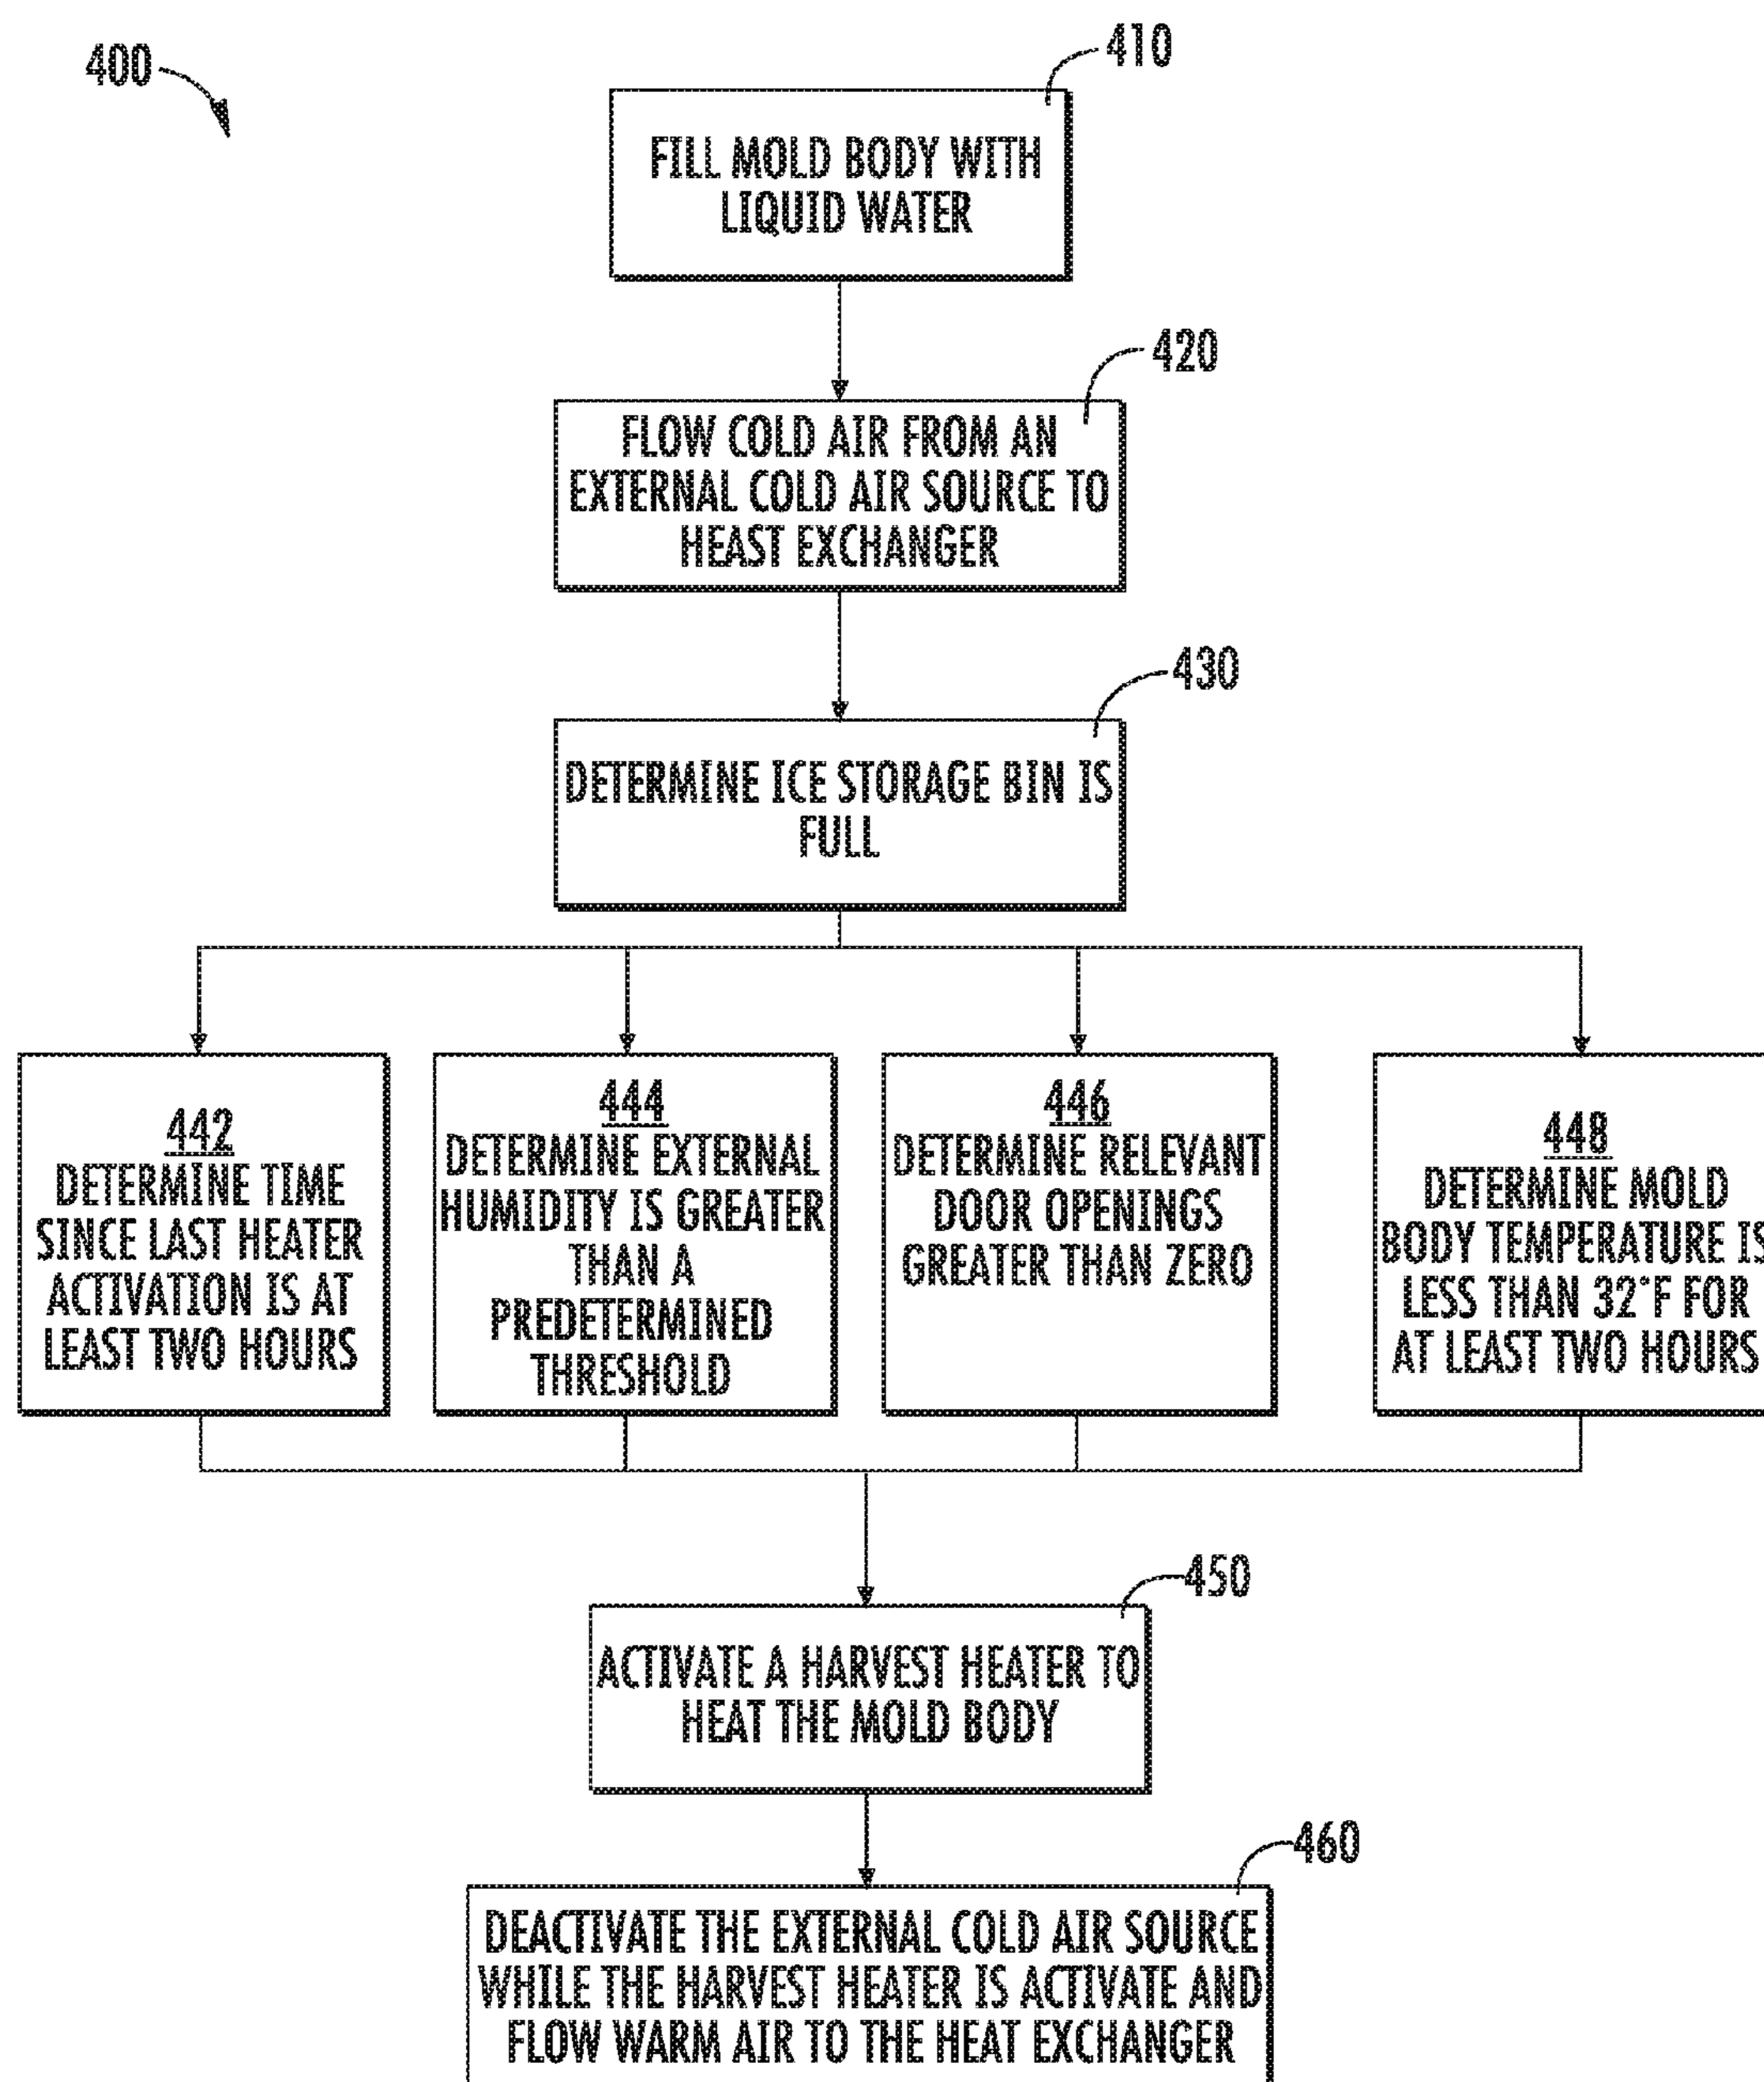 400
410
FILL MOLD BODY WITH
LIQUID WATER
420
FLOW COLD AIR FROM AN
EXTERNAL COLD AIR SOURCE TO
HEAST EXCHANGER
430
DETERMINE ICE STORAGE BIN IS
FULL
442
DETERMINE TIME
SINCE LAST HEATER
ACTIVATION IS AT
LEAST TWO HOURS
444
DETERMINE EXTERNAL
HUMIDITY IS GREATER
THAN A
PREDETERMINED
THRESHOLD
446
DETERMINE RELEVANT
DOOR OPENINGS
GREATER THAN ZERO
448
DETERMINE MOLD
BODY TEMPERATURE IS
LESS THAN 32°F FOR
AT LEAST TWO HOURS
450
ACTIVATE A HARVEST HEATER TO
HEAT THE MOLD BODY
460
DEACTIVATE THE EXTERNAL COLD AIR SOURCE
WHILE THE HARVEST HEATER IS ACTIVATE AND
FLOW WARM AIR TO THE HEAT EXCHANGER